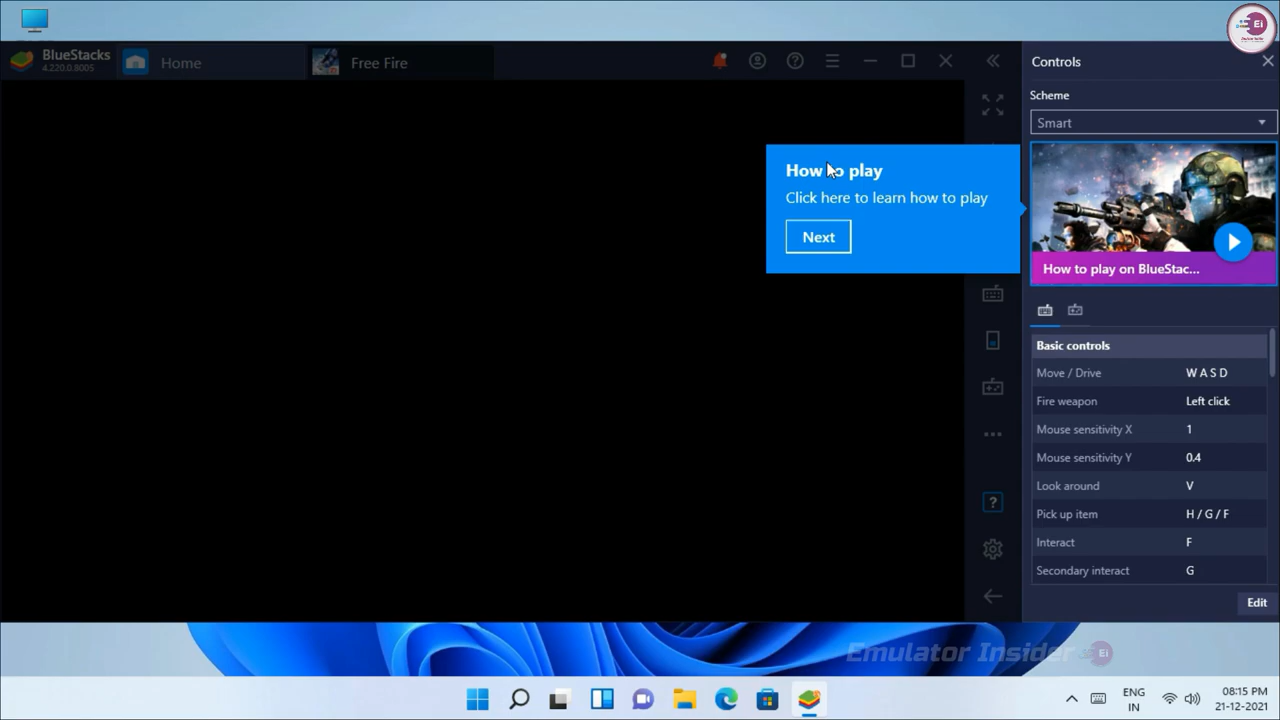 BlueStacks
4.220.0.8005
Home
Free Fire
Ei
Controls
Scheme
Smart
How to play
Click here to learn how to play
Next
How to play on BlueStac...
Basic controls
Move / Drive W A S D
Fire weapon Left click
Mouse sensitivity X 1
Mouse sensitivity Y 0.4
Look around V
Pick up item H / G / F
Interact F
Secondary interact G
Edit
Emulator Insider Ei
ENG
IN
08:15 PM
21-12-2021